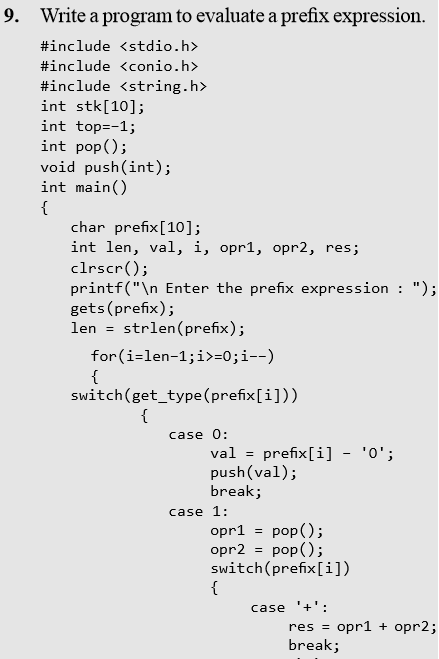 9. Write a program to evaluate a prefix expression.
#include <stdio.h>
#include <conio.h>
#include <string.h>
int stk[10];
int top=–1;
int pop();
void push(int);
int main()
{
char prefix[10];
int len, val, i, opr1, opr2, res;
clrscr();
printf("\n Enter the prefix expression : ");
gets(prefix);
len = strlen(prefix);
for(i=len–1;i>=0;i––)
{
switch(get_type(prefix[i]))
{
case 0:
val = prefix[i] – '0';
push(val);
break;
case 1:
opr1 = pop();
opr2 = pop();
switch(prefix[i])
{
case '+':
res = opr1 + opr2;
break;